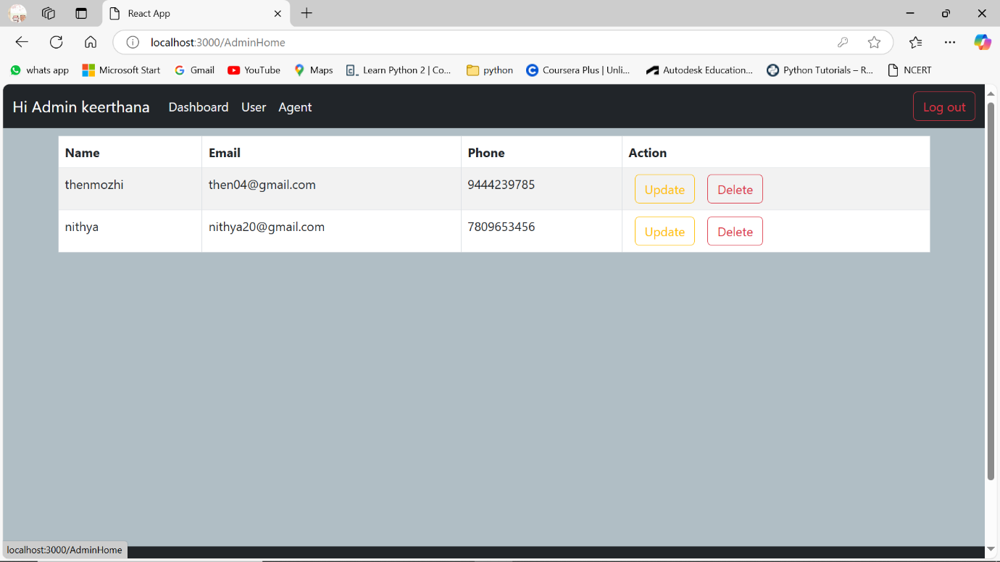 React App
localhost:3000/AdminHome
whats app Microsoft Start Gmail YouTube Maps Learn Python 2 | Co... python Coursera Plus | Unli... Autodesk Education... Python Tutorials – R... NCERT
Hi Admin keerthana Dashboard User Agent Log out
Name Email Phone Action
thenmozhi then04@gmail.com 9444239785 Update Delete
nithya nithya20@gmail.com 7809653456 Update Delete
localhost:3000/AdminHome